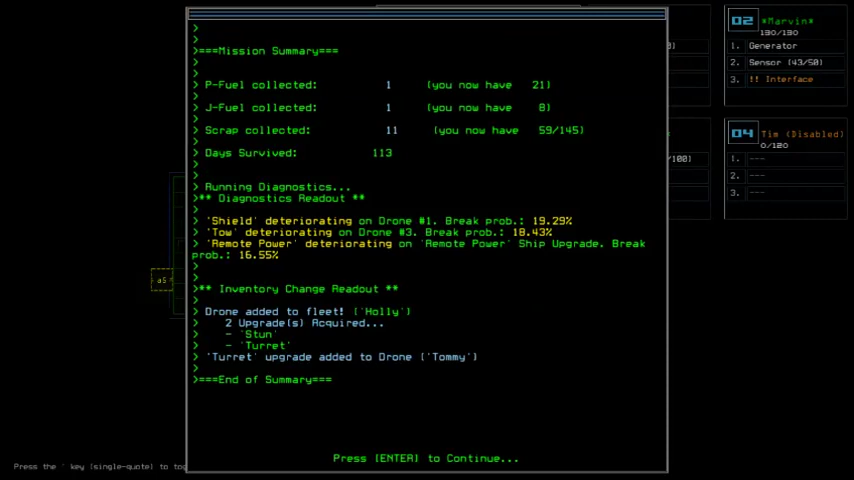 >
>
>===Mission Summary===
>
>
> P-Fuel collected: 1 (you now have 21)
>
> J-Fuel collected: 1 (you now have 8)
>
> Scrap collected: 11 (you now have 59/145)
>
> Days Survived: 113
>
>
> Running Diagnostics...
>** Diagnostics Readout **
>
> 'Shield' deteriorating on Drone #1. Break prob.: 19.29%
> 'Tow' deteriorating on Drone #3. Break prob.: 18.43%
> 'Remote Power' deteriorating on 'Remote Power' Ship Upgrade. Break
prob.: 16.55%
>
>
>** Inventory Change Readout **
>
> Drone added to fleet! ('Holly')
> 2 Upgrade(s) Acquired...
> - 'Stun'
> - 'Turret'
> 'Turret' upgrade added to Drone ('Tommy')
>
>===End of Summary===
Press [ENTER] to Continue...
02 *Marvin*
130/130
1. Generator
2. Sensor (43/50)
3. !! Interface
04 Tim (Disabled)
0/120
/100)
1. ---
2. ---
3. ---
a5
Press the ' key (single-quote) to tog